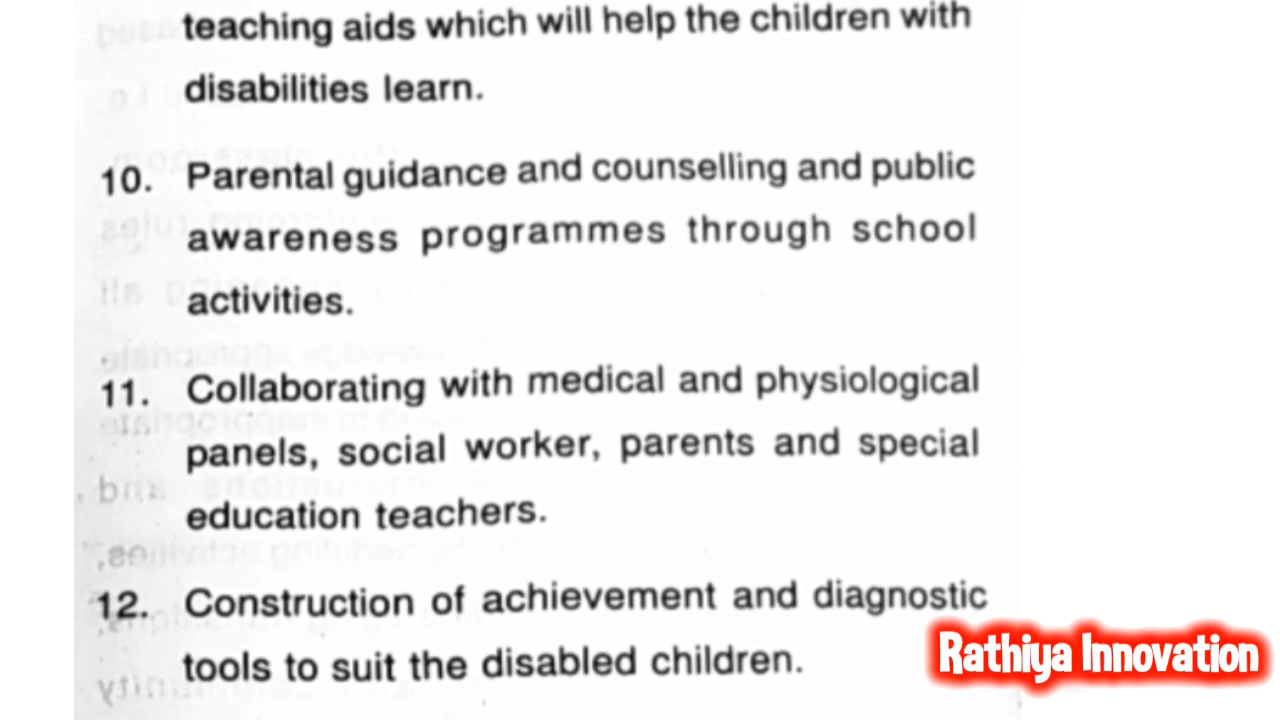 teaching aids which will help the children with
disabilities learn.
10. Parental guidance and counselling and public
awareness programmes through school
activities.
11. Collaborating with medical and physiological
panels, social worker, parents and special
education teachers.
12. Construction of achievement and diagnostic
tools to suit the disabled children.
Rathiya Innovation